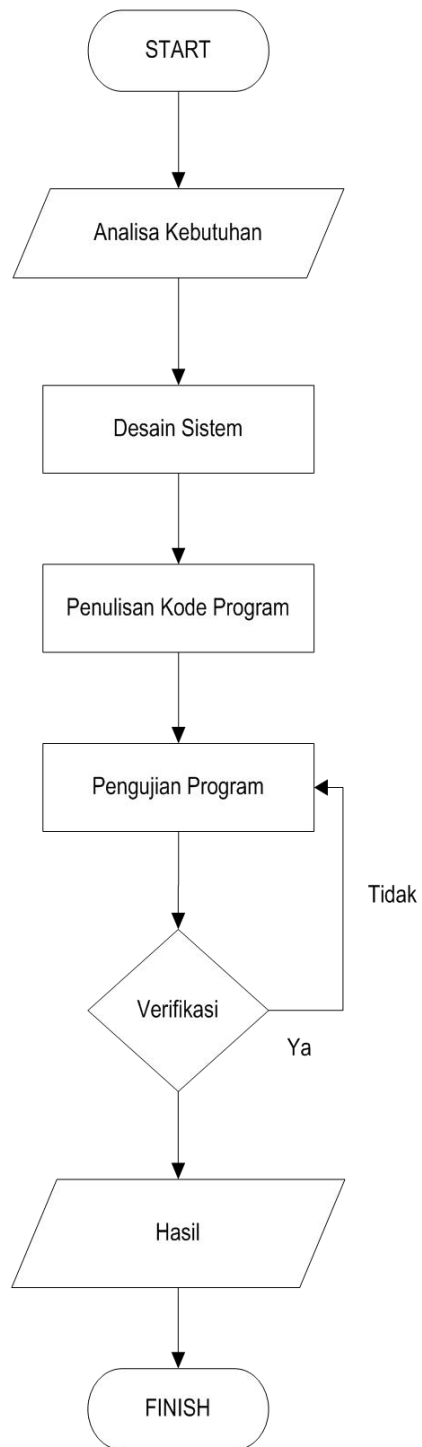 START
Analisa Kebutuhan
Desain Sistem
Penulisan Kode Program
Pengujian Program
Tidak
Verifikasi
Ya
Hasil
FINISH